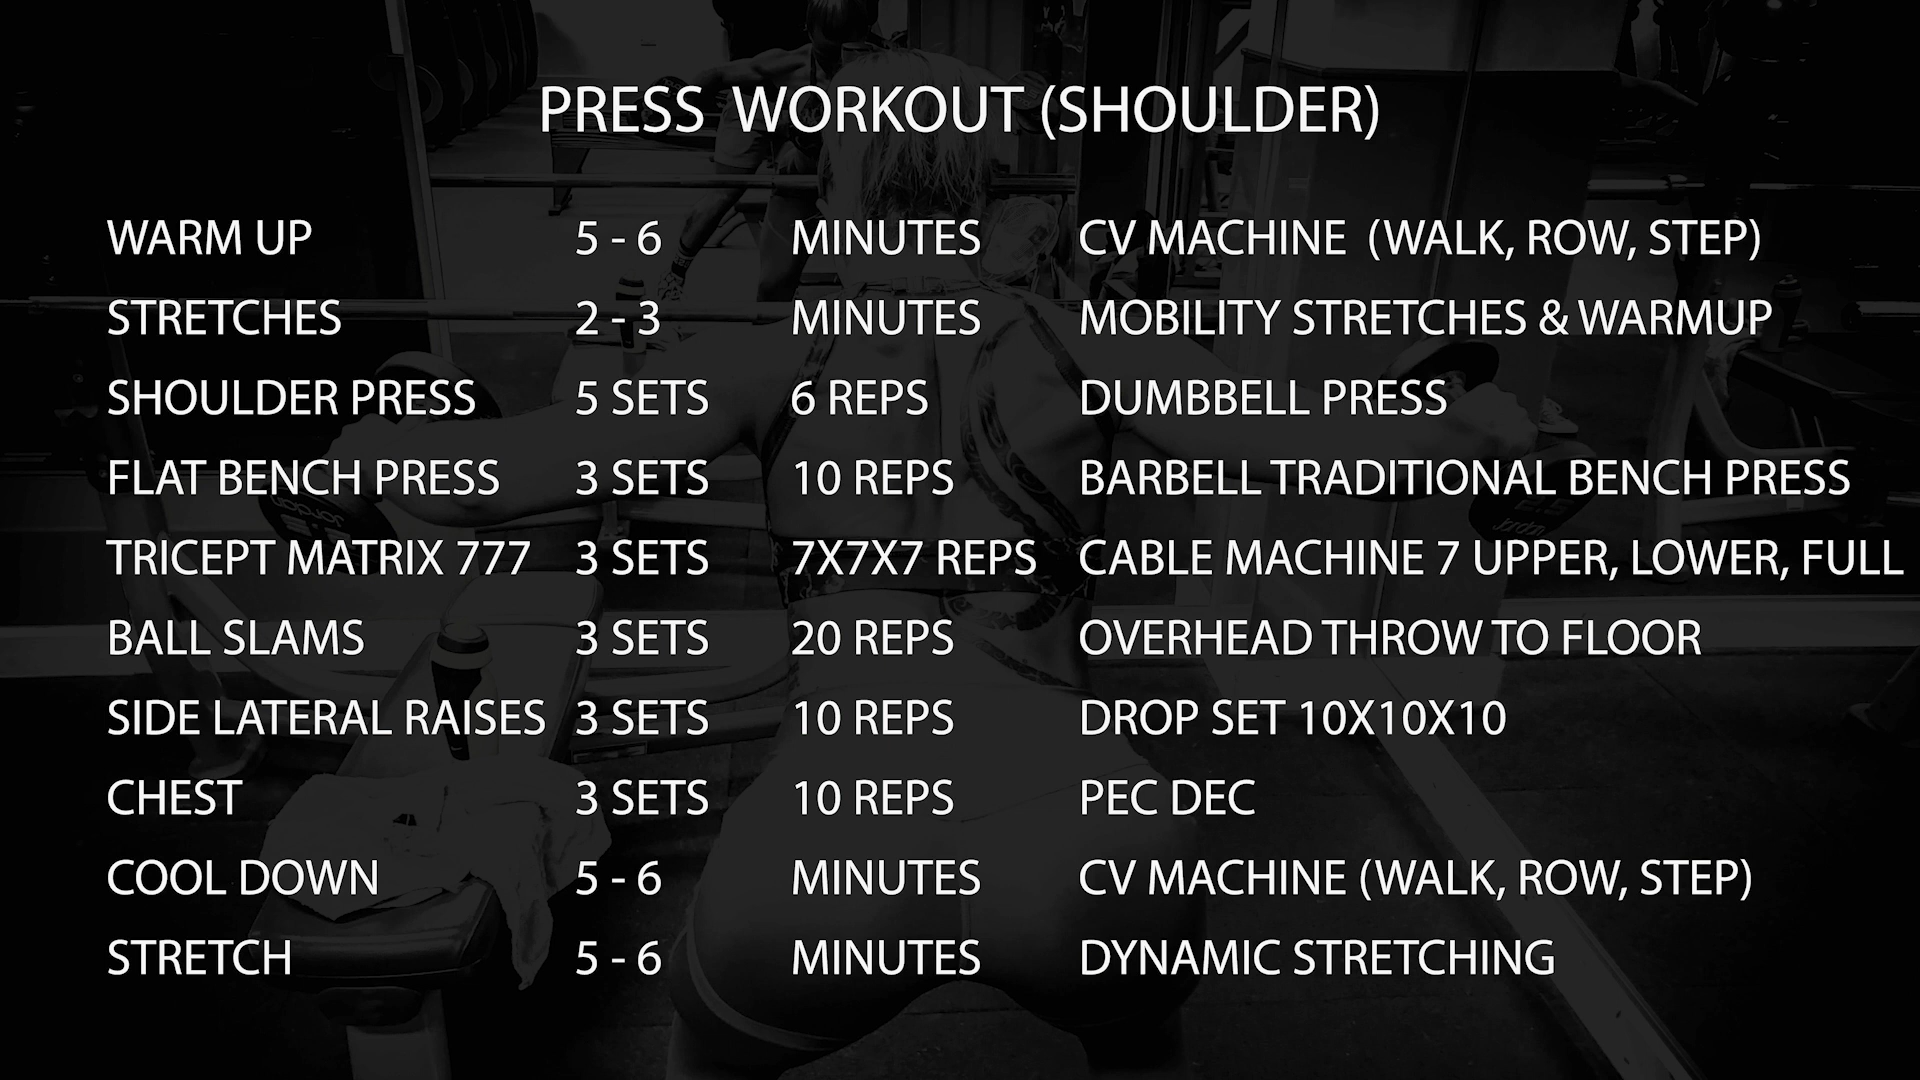 PRESS WORKOUT (SHOULDER)
WARM UP 5 - 6 MINUTES CV MACHINE (WALK, ROW, STEP)
STRETCHES 2 - 3 MINUTES MOBILITY STRETCHES & WARMUP
SHOULDER PRESS 5 SETS 6 REPS DUMBBELL PRESS
FLAT BENCH PRESS 3 SETS 10 REPS BARBELL TRADITIONAL BENCH PRESS
TRICEPT MATRIX 777 3 SETS 7X7X7 REPS CABLE MACHINE 7 UPPER, LOWER, FULL
BALL SLAMS 3 SETS 20 REPS OVERHEAD THROW TO FLOOR
SIDE LATERAL RAISES 3 SETS 10 REPS DROP SET 10X10X10
CHEST 3 SETS 10 REPS PEC DEC
COOL DOWN 5 - 6 MINUTES CV MACHINE (WALK, ROW, STEP)
STRETCH 5 - 6 MINUTES DYNAMIC STRETCHING